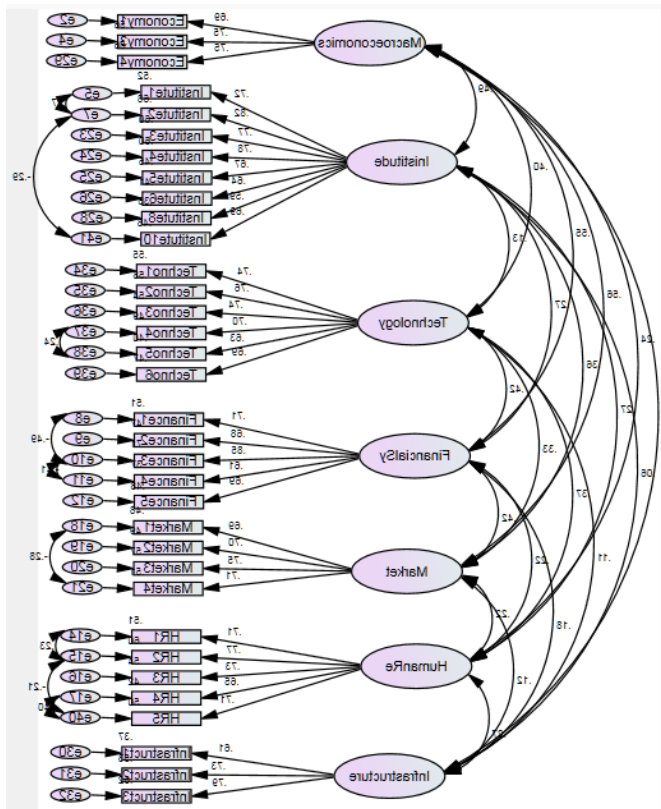 e2 Economy1 .69
e4 Economy3 .75 Macroeconomics
e29 Economy4 .75
.52
e5 Institute1 .72 .49
e7 Institute2 .82
e23 Institute3 .77
e24 Institute4 .78 Inistitude .40
-.29 e25 Institute5 .67
e26 Institute6 .64
e28 Institute8 .59
e41 Institute10 .69 .13 .55
.55
e34 Techno1 .74
e35 Techno2 .76 .27 .56
e36 Techno3 .74
e37 Techno4 .70 Technology .24
.24 e38 Techno5 .63 .36
e39 Techno6 .69
.42 .27
.51
e8 Finance1 .71
-.49 e9 Finance2 .68 .33
e10 Finance3 .85 FinancialSy .37 .06
e11 Finance4 .61
e12 Finance5 .69
e18 Market1 .69 .42
e19 Market2 .70 .11
-.28 e20 Market3 .75 Market .22
e21 Market4 .71
.22 .18
.51
e14 HR1 .71
.23 e15 HR2 .77
e16 HR3 .73 HumanRe .12
-.21 e17 HR4 .65
e40 HR5 .71
.37
e30 Infrastruct1 .61
e31 Infrastruct2 .73 Infrastructure
e32 Infrastruct3 .79